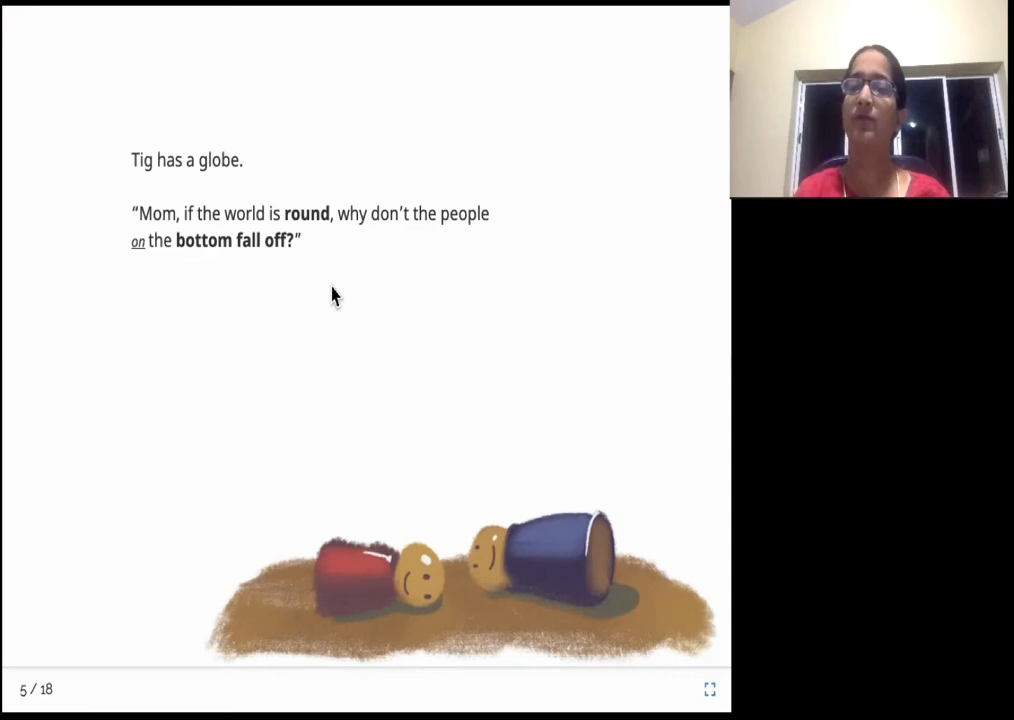 Tig has a globe.
“Mom, if the world is round, why don’t the people
on the bottom fall off?”
5 / 18